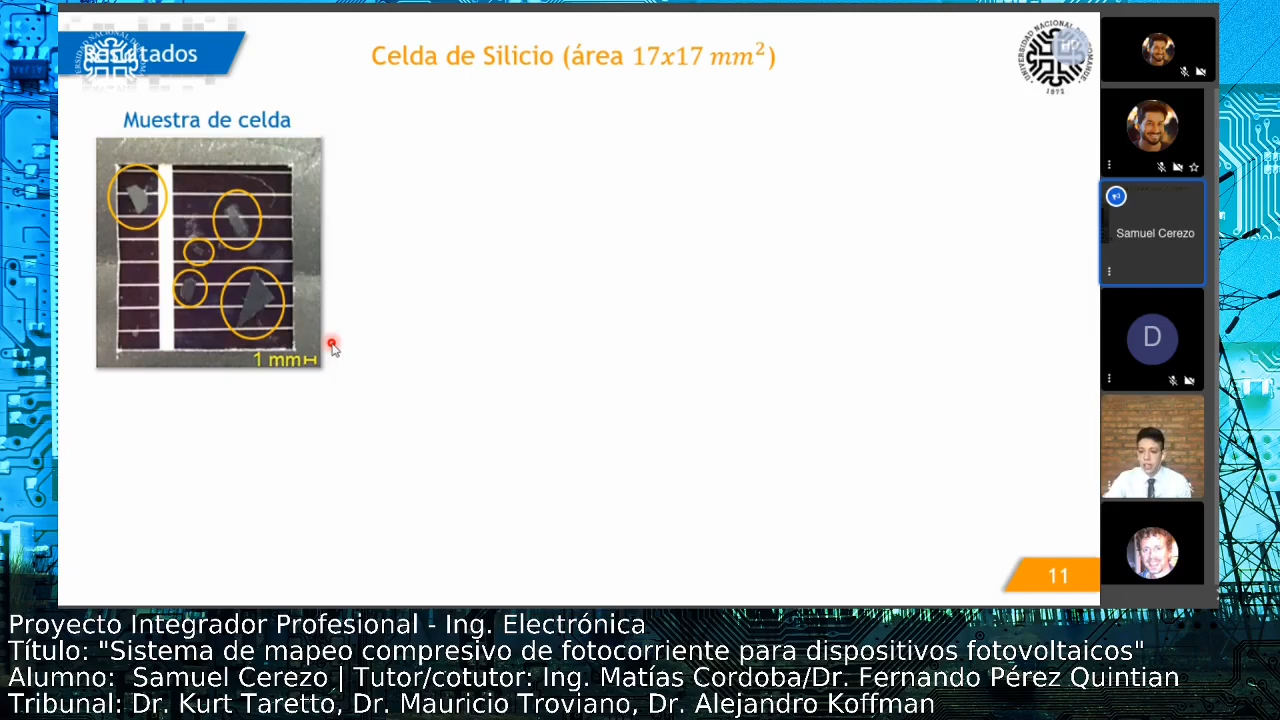 Resultados
Celda de Silicio (área 17x17 mm²)
1972
Muestra de celda
1 mm
Samuel Cerezo
D
11
Proyecto Integrador Profesional - Ing. Electrónica
Título: "Sistema de mapeo compresivo de fotocorriente para dispositivos fotovoltaicos"
Alumno:  Samuel Cerezo | Tutor/cotutor: Ing. Matías Cordoba/Dr. Fernando Pérez Quintian
Tribunal: Dr. Kurt Taretto, Dr. Mauricio Troviano, Dr. Alejandro Koffman